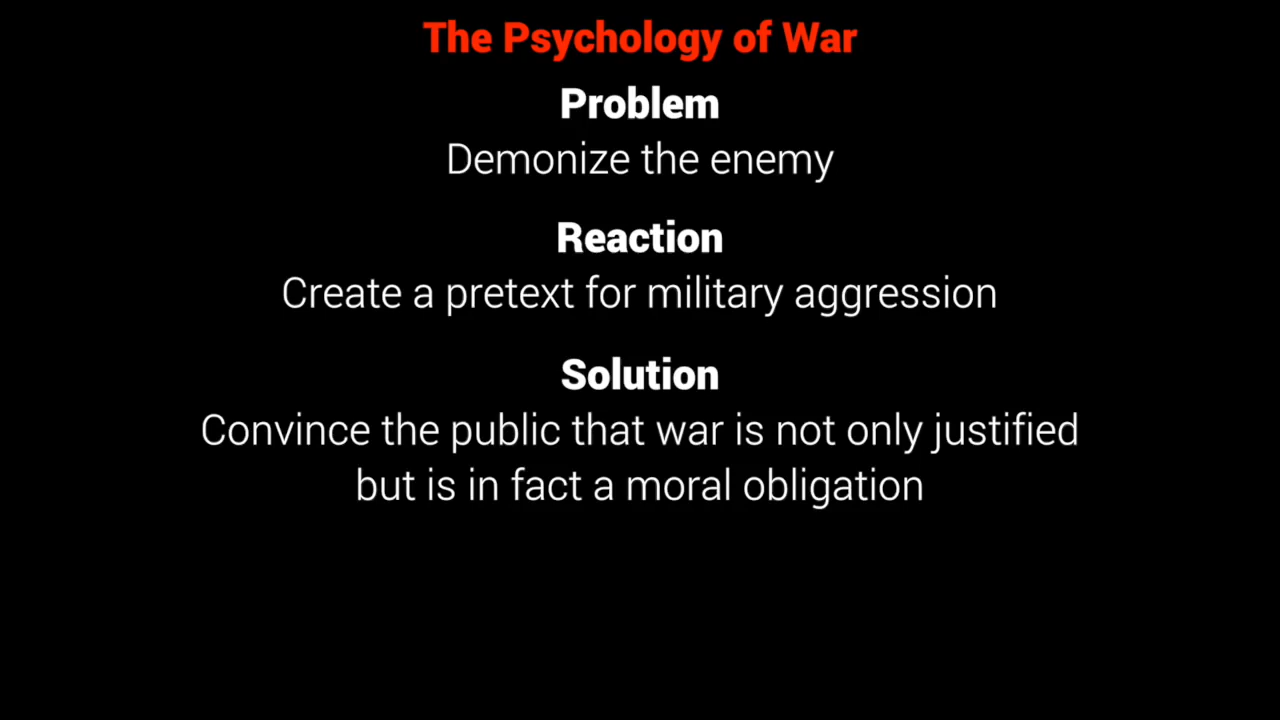 The Psychology of War
Problem
Demonize the enemy
Reaction
Create a pretext for military aggression
Solution
Convince the public that war is not only justified
but is in fact a moral obligation